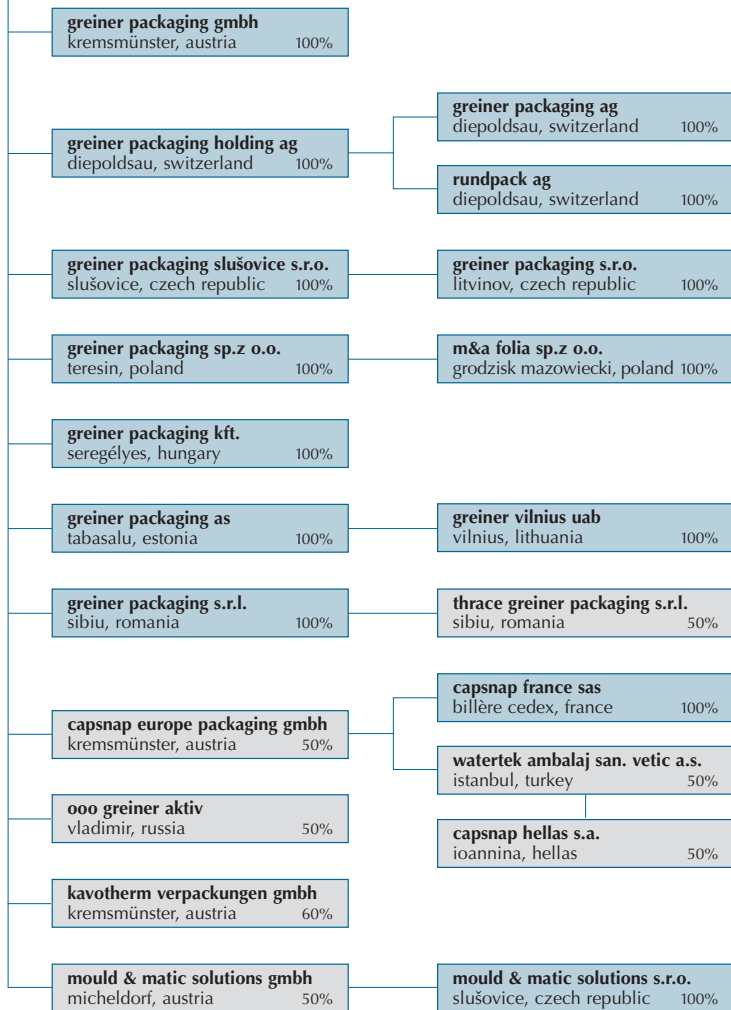 greiner packaging gmbh
kremsmünster, austria 100%
greiner packaging holding ag
diepoldsau, switzerland 100%
greiner packaging ag
diepoldsau, switzerland 100%
rundpack ag
diepoldsau, switzerland 100%
greiner packaging slušovice s.r.o.
slušovice, czech republic 100%
greiner packaging s.r.o.
litvinov, czech republic 100%
greiner packaging sp.z o.o.
teresin, poland 100%
m&a folia sp.z o.o.
grodzisk mazowiecki, poland 100%
greiner packaging kft.
seregélyes, hungary 100%
greiner packaging as
tabasalu, estonia 100%
greiner vilnius uab
vilnius, lithuania 100%
greiner packaging s.r.l.
sibiu, romania 100%
thrace greiner packaging s.r.l.
sibiu, romania 50%
capsnap europe packaging gmbh
kremsmünster, austria 50%
capsnap france sas
billère cedex, france 100%
watertek ambalaj san. vetic a.s.
istanbul, turkey 50%
capsnap hellas s.a.
ioannina, hellas 50%
ooo greiner aktiv
vladimir, russia 50%
kavotherm verpackungen gmbh
kremsmünster, austria 60%
mould & matic solutions gmbh
micheldorf, austria 50%
mould & matic solutions s.r.o.
slušovice, czech republic 100%